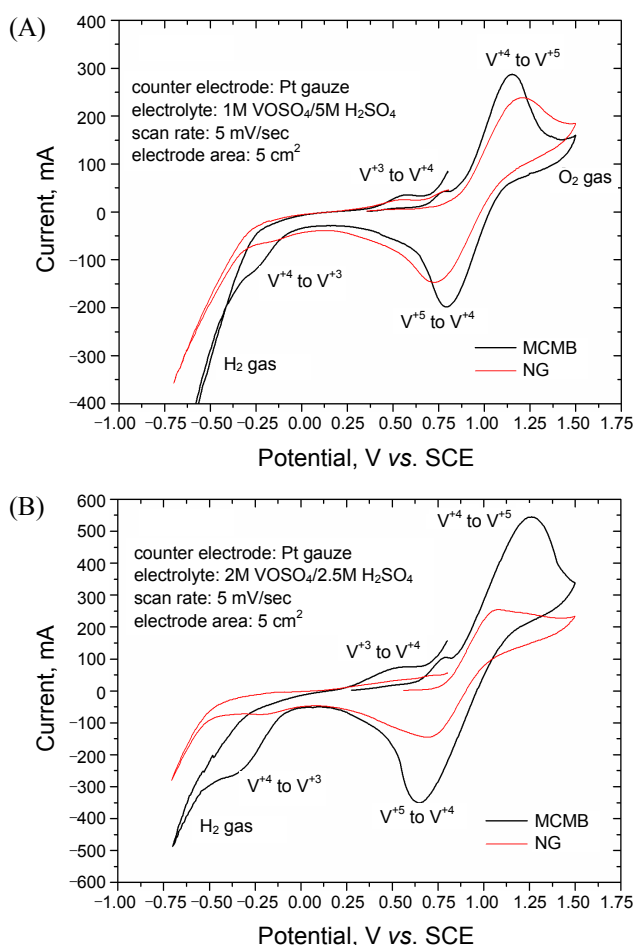 (A)
400
300
200
100
0
−100
−200
−300
−400
Current, mA
counter electrode: Pt gauze
electrolyte: 1M VOSO₄/5M H₂SO₄
scan rate: 5 mV/sec
electrode area: 5 cm²
V⁺⁴ to V⁺⁵
V⁺³ to V⁺⁴
O₂ gas
V⁺⁴ to V⁺³
V⁺⁵ to V⁺⁴
H₂ gas
MCMB
NG
−1.00 −0.75 −0.50 −0.25 0.00 0.25 0.50 0.75 1.00 1.25 1.50 1.75
Potential, V vs. SCE
(B)
600
500
400
300
200
100
0
−100
−200
−300
−400
−500
−600
Current, mA
V⁺⁴ to V⁺⁵
counter electrode: Pt gauze
electrolyte: 2M VOSO₄/2.5M H₂SO₄
scan rate: 5 mV/sec
electrode area: 5 cm²
V⁺³ to V⁺⁴
V⁺⁴ to V⁺³
V⁺⁵ to V⁺⁴
H₂ gas
MCMB
NG
−1.00 −0.75 −0.50 −0.25 0.00 0.25 0.50 0.75 1.00 1.25 1.50 1.75
Potential, V vs. SCE